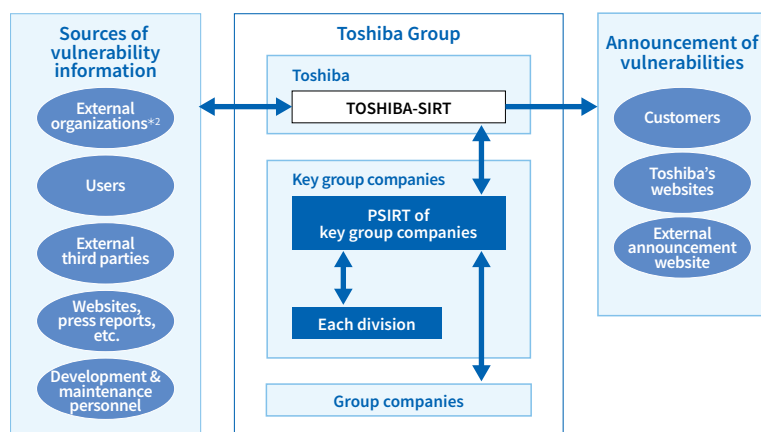 Sources of
vulnerability
information
External
organizations*2
Users
External
third parties
Websites,
press reports,
etc.
Development &
maintenance
personnel
Toshiba Group
Toshiba
TOSHIBA-SIRT
Key group companies
PSIRT of
key group companies
Each division
Group companies
Announcement of
vulnerabilities
Customers
Toshiba's
websites
External
announcement
website